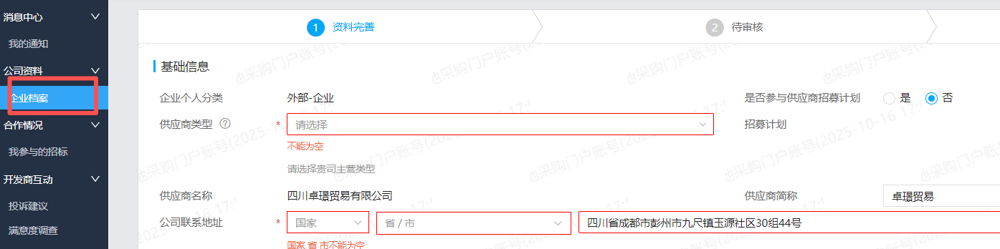 消息中心
我的通知
公司资料
企业档案
合作情况
我参与的招标
开发商互动
投诉建议
满意度调查
1 资料完善
2 待审核
基础信息
企业个人分类 外部-企业 是否参与供应商招募计划 是 否
供应商类型 ? * 请选择 招募计划
不能为空
请选择贵司主营类型
供应商名称 四川卓璟贸易有限公司 供应商简称 卓璟贸易
公司联系地址 * 国家 省 / 市 四川省成都市彭州市九尺镇玉源社区30组44号
国家 省 市不能为空